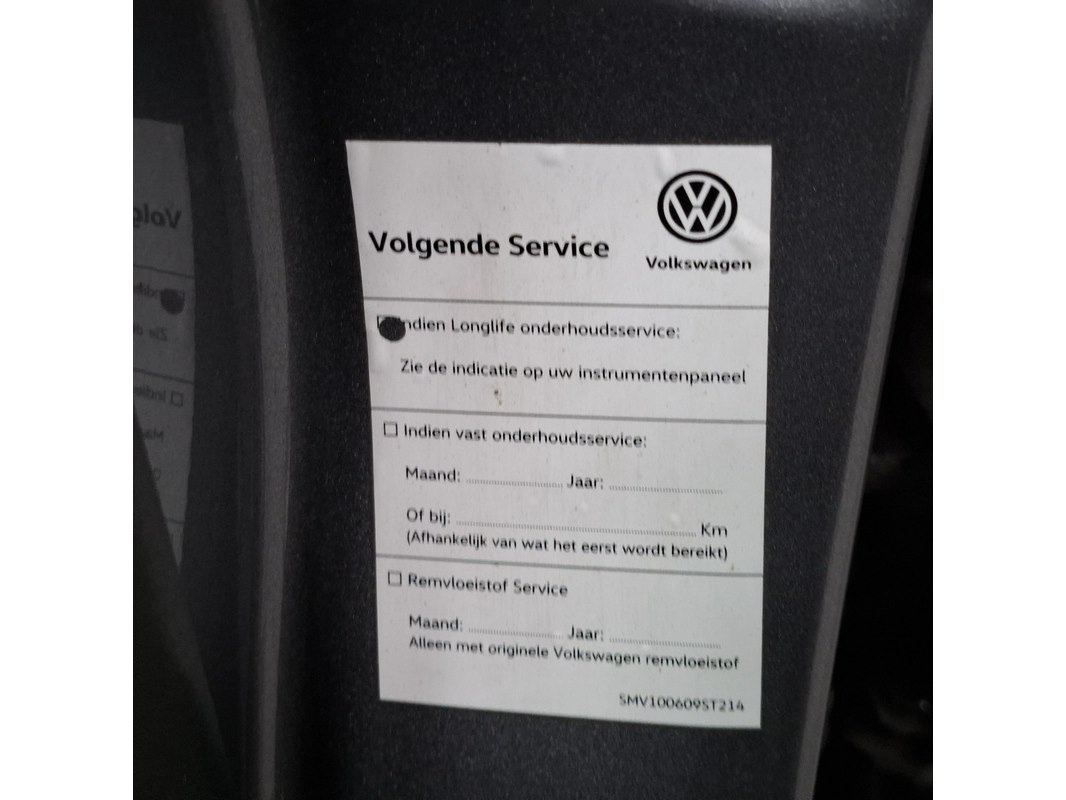 Volgende Service
Volkswagen
Indien Longlife onderhoudsservice:
Zie de indicatie op uw instrumentenpaneel
Indien vast onderhoudsservice:
Maand: Jaar:
Of bij: Km
(Afhankelijk van wat het eerst wordt bereikt)
Remvloeistof Service
Maand: Jaar:
Alleen met originele Volkswagen remvloeistof
SMV100609ST214